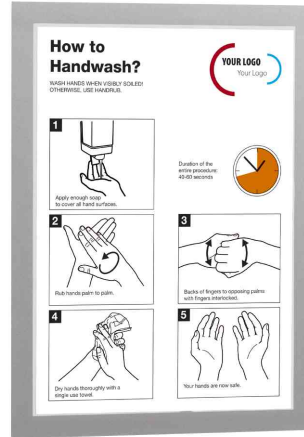 How to
Handwash?
WASH HANDS WHEN VISIBLY SOILED!
OTHERWISE, USE HANDRUB.
YOUR LOGO
Your Logo
1
Apply enough soap
to cover all hand surfaces.
Duration of the
entire procedure:
40-60 seconds
2
Rub hands palm to palm.
3
Backs of fingers to opposing palms
with fingers interlocked.
4
Dry hands thoroughly with a
single use towel.
5
Your hands are now safe.